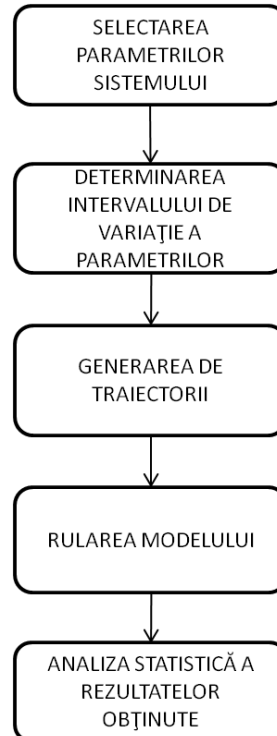 SELECTAREA
PARAMETRILOR
SISTEMULUI
DETERMINAREA
INTERVALULUI DE
VARIAŢIE A
PARAMETRILOR
GENERAREA DE
TRAIECTORII
RULAREA MODELULUI
ANALIZA STATISTICĂ A
REZULTATELOR
OBŢINUTE